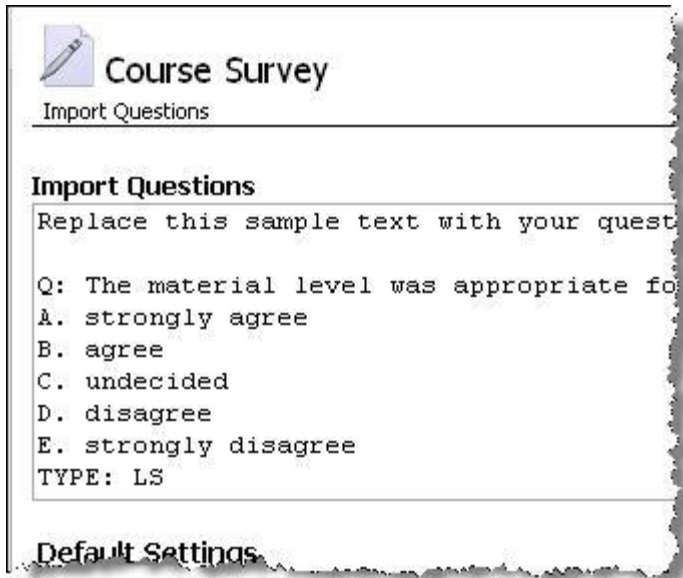 Course Survey
Import Questions
Import Questions
Replace this sample text with your quest
Q: The material level was appropriate fo
A. strongly agree
B. agree
C. undecided
D. disagree
E. strongly disagree
TYPE: LS
Default Settings